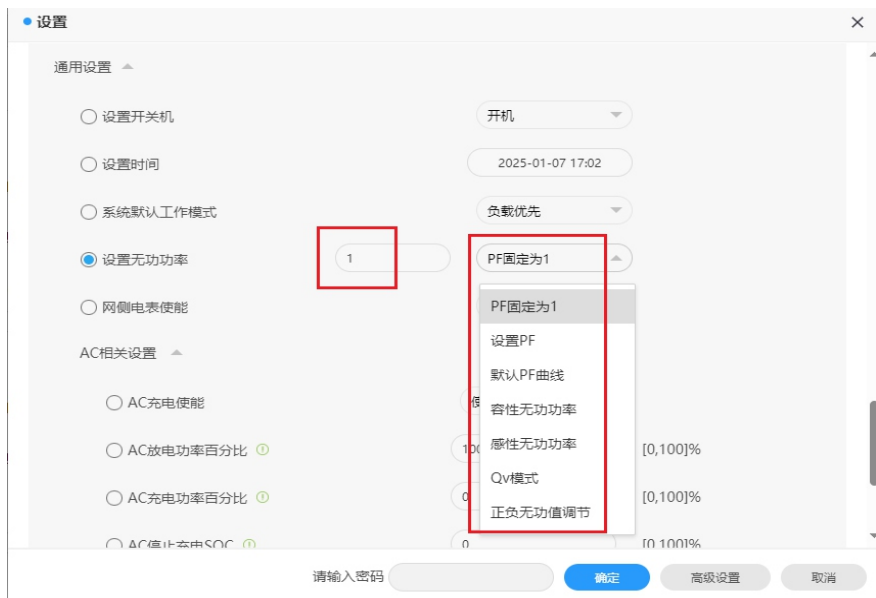 设置
通用设置
设置开关机 开机
设置时间 2025-01-07 17:02
系统默认工作模式 负载优先
设置无功功率 1 PF固定为1
网侧电表使能 PF固定为1
设置PF
AC相关设置 默认PF曲线
AC充电使能 容性无功功率
AC放电功率百分比 100 感性无功功率 [0,100]%
Qv模式
AC充电功率百分比 0 正负无功值调节 [0,100]%
AC停止充电SOC 0 [0,100]%
请输入密码 确定 高级设置 取消